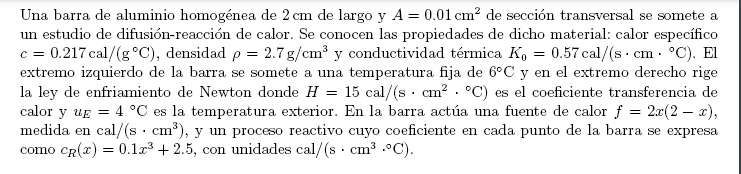 Una barra de aluminio homogénea de 2 cm de largo y A = 0.01 cm² de sección transversal se somete a
un estudio de difusión-reacción de calor. Se conocen las propiedades de dicho material: calor específico
c = 0.217 cal/(g °C), densidad ρ = 2.7 g/cm³ y conductividad térmica K₀ = 0.57 cal/(s · cm · °C). El
extremo izquierdo de la barra se somete a una temperatura fija de 6°C y en el extremo derecho rige
la ley de enfriamiento de Newton donde H = 15 cal/(s · cm² · °C) es el coeficiente transferencia de
calor y u_E = 4 °C es la temperatura exterior. En la barra actúa una fuente de calor f = 2x(2 − x),
medida en cal/(s · cm³), y un proceso reactivo cuyo coeficiente en cada punto de la barra se expresa
como c_R(x) = 0.1x³ + 2.5, con unidades cal/(s · cm³ ·°C).